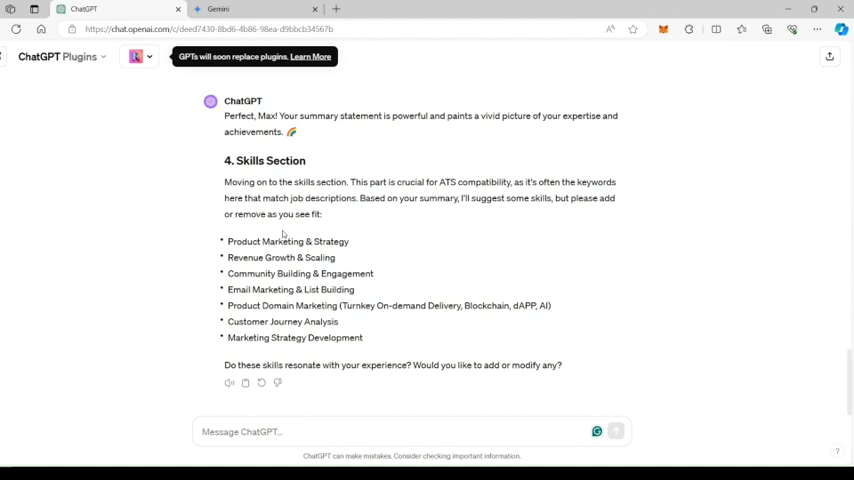 ChatGPT
Gemini
https://chat.openai.com/c/deed7430-8bd6-4b86-98ea-d9bbcb34567b
ChatGPT Plugins
GPTs will soon replace plugins. Learn More
ChatGPT
Perfect, Max! Your summary statement is powerful and paints a vivid picture of your expertise and
achievements. 🌈
4. Skills Section
Moving on to the skills section. This part is crucial for ATS compatibility, as it's often the keywords
here that match job descriptions. Based on your summary, I'll suggest some skills, but please add
or remove as you see fit:
• Product Marketing & Strategy
• Revenue Growth & Scaling
• Community Building & Engagement
• Email Marketing & List Building
• Product Domain Marketing (Turnkey On-demand Delivery, Blockchain, dAPP, AI)
• Customer Journey Analysis
• Marketing Strategy Development
Do these skills resonate with your experience? Would you like to add or modify any?
Message ChatGPT...
ChatGPT can make mistakes. Consider checking important information.
?